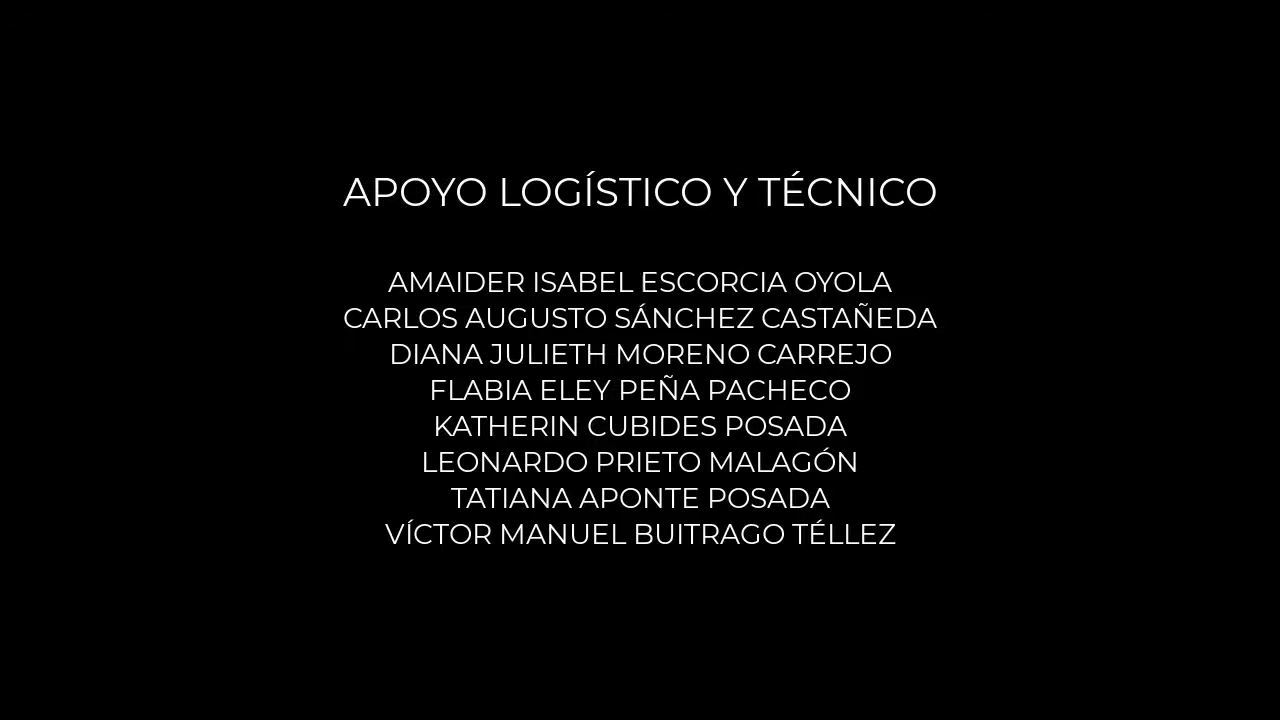 APOYO LOGÍSTICO Y TÉCNICO
AMAIDER ISABEL ESCORCIA OYOLA
CARLOS AUGUSTO SÁNCHEZ CASTAÑEDA
DIANA JULIETH MORENO CARREJO
FLABIA ELEY PEÑA PACHECO
KATHERIN CUBIDES POSADA
LEONARDO PRIETO MALAGÓN
TATIANA APONTE POSADA
VÍCTOR MANUEL BUITRAGO TÉLLEZ